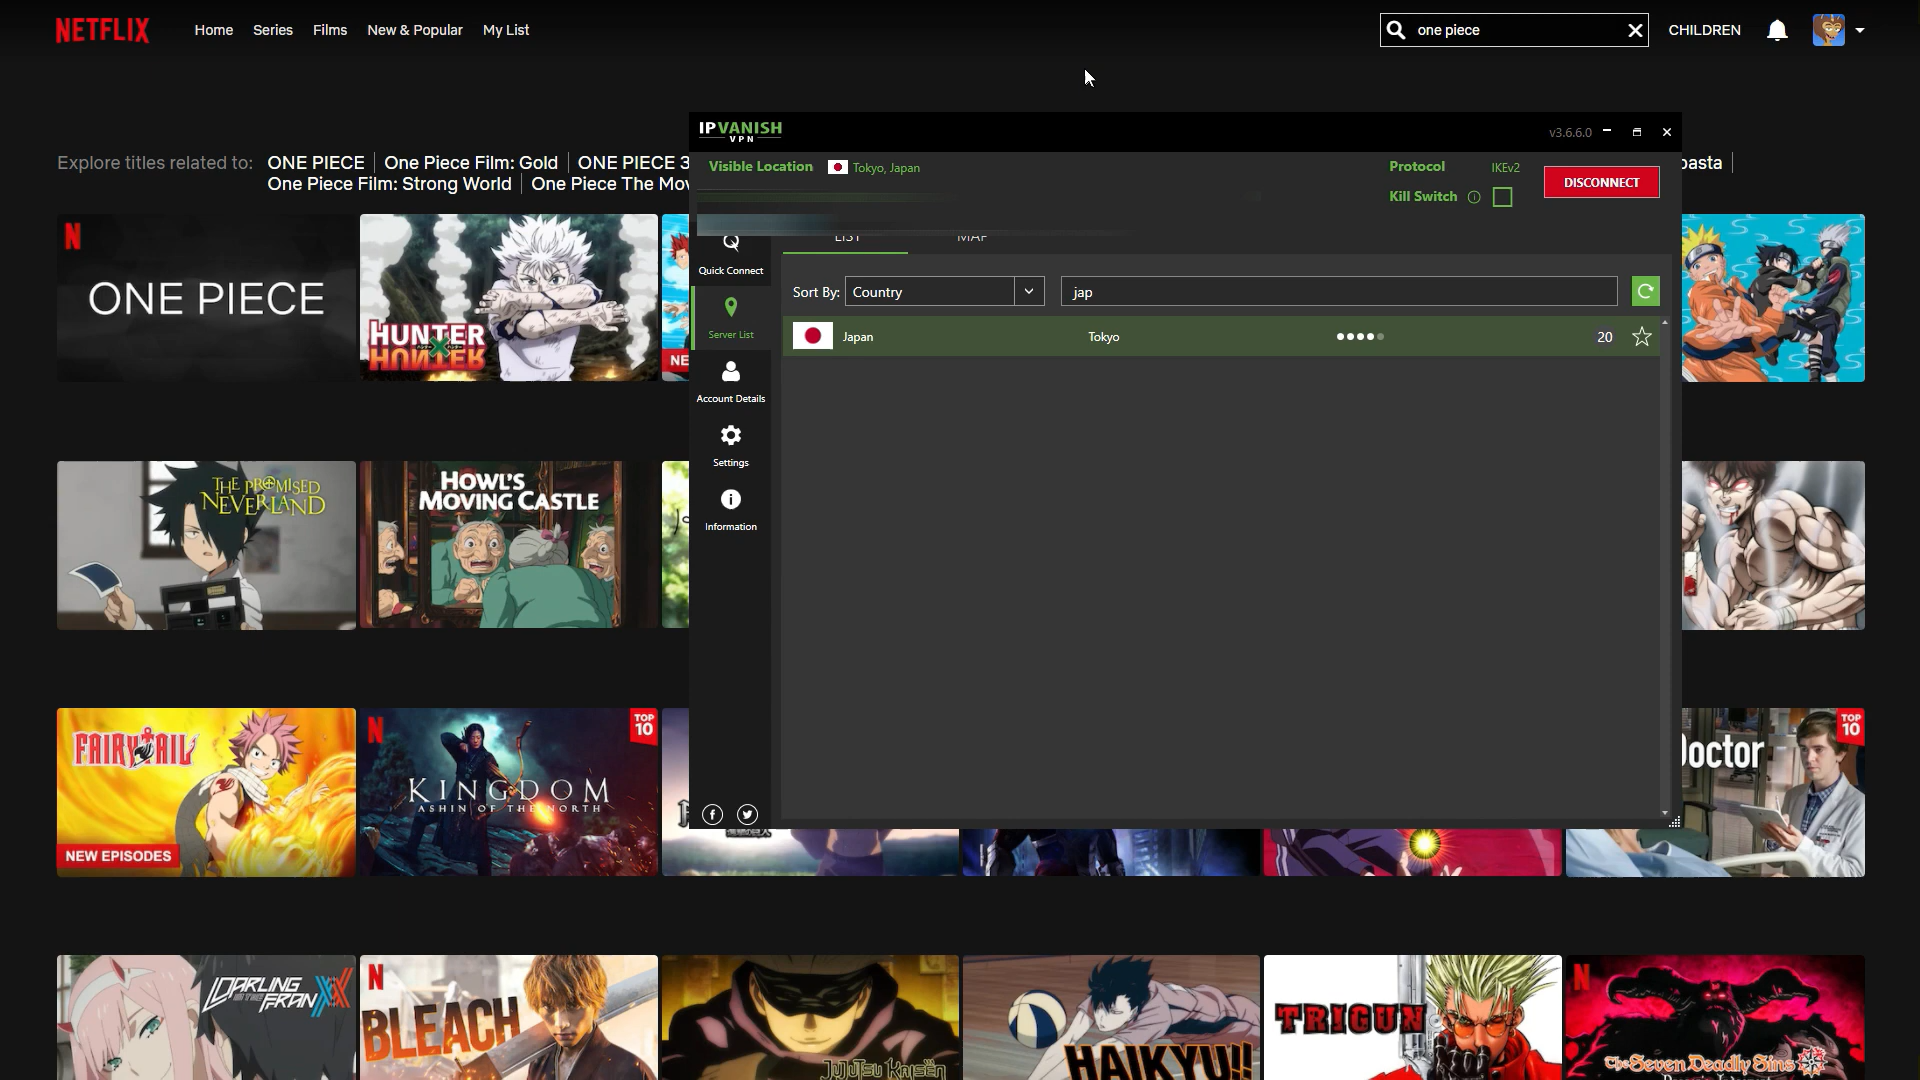 NETFLIX
Home Series Films New & Popular My List
one piece
CHILDREN
IPVANISH
VPN
v3.6.6.0
Explore titles related to: ONE PIECE One Piece Film: Gold ONE PIECE 3
One Piece Film: Strong World One Piece The Mov
pasta
Visible Location Tokyo, Japan
Protocol IKEv2
DISCONNECT
Kill Switch
LIST MAP
Quick Connect
Sort By: Country
jap
Server List
Japan Tokyo 20
Account Details
Settings
Information
N
ONE PIECE
HUNTER
HUNTER
NE
THE PROMISED
NEVERLAND
HOWL'S
MOVING CASTLE
FAIRY TAIL
NEW EPISODES
N
TOP
10
KINGDOM
ASHIN OF THE NORTH
Doctor
TOP
10
DARLING
in the
FRANXX
N
BLEACH
JUJUTSU KAISEN
HAIKYU!!
TRIGUN
N
The Seven Deadly Sins